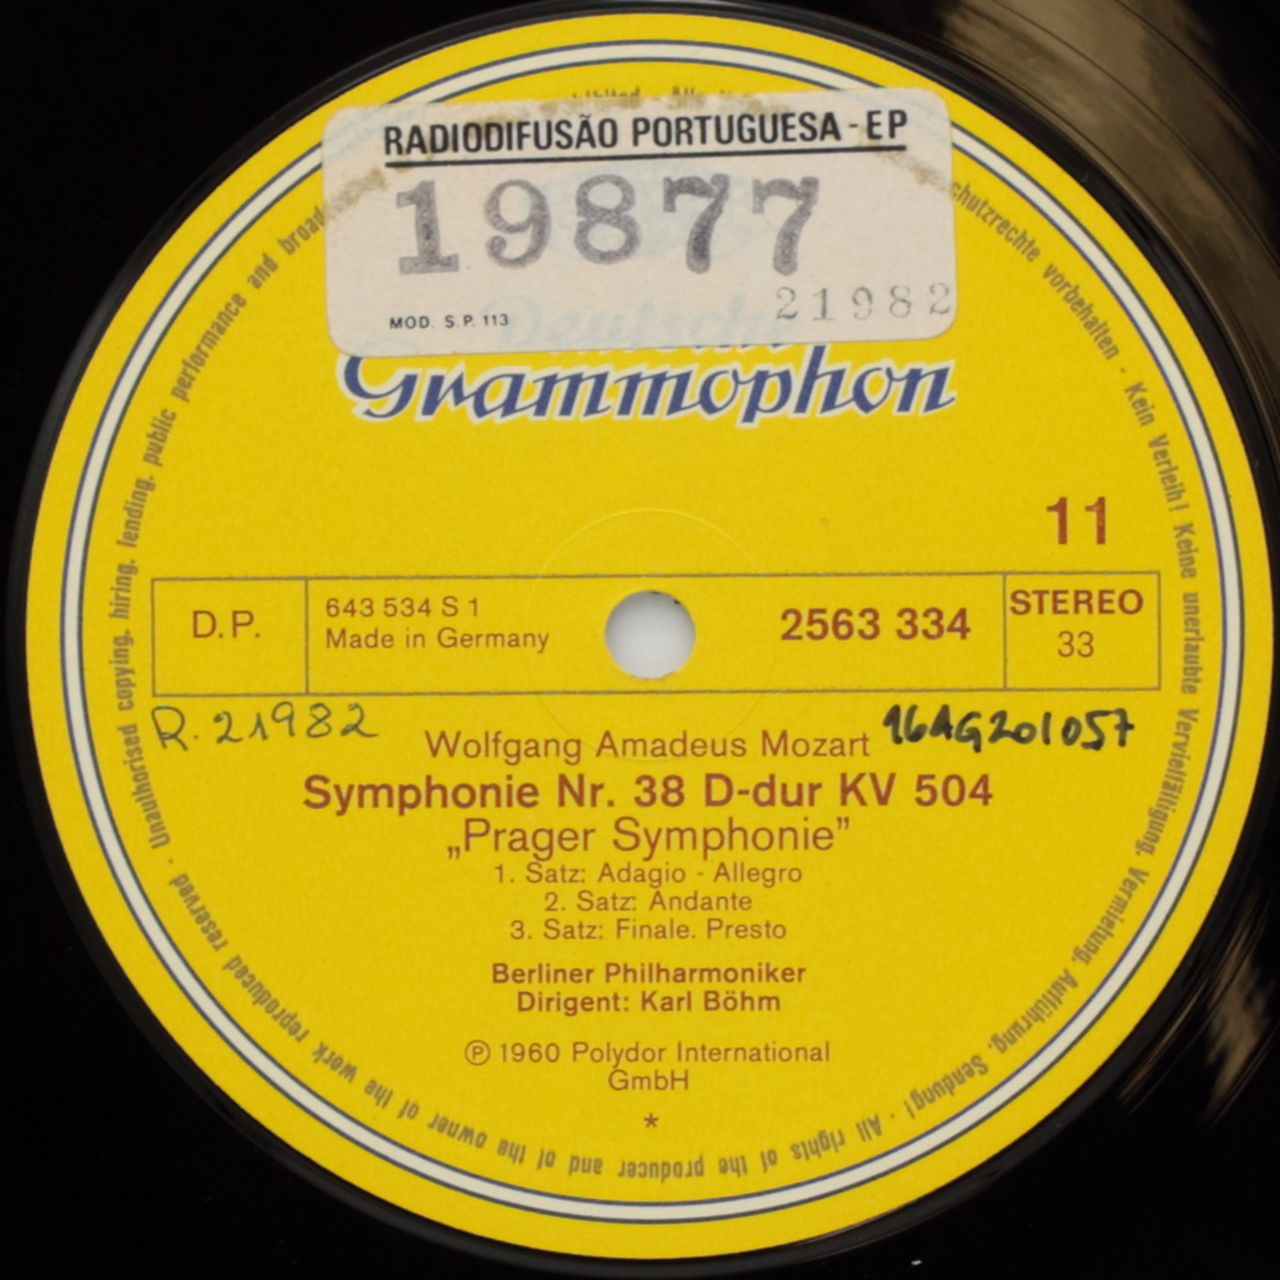 RADIODIFUSÃO PORTUGUESA - EP
19877
21982
MOD. S.P. 113
Deutsche
Grammophon
11
D.P.
643 534 S 1
Made in Germany
2563 334
STEREO
33
R. 21982
16AG201057
Wolfgang Amadeus Mozart
Symphonie Nr. 38 D-dur KV 504
„Prager Symphonie”
1. Satz: Adagio - Allegro
2. Satz: Andante
3. Satz: Finale. Presto
Berliner Philharmoniker
Dirigent: Karl Böhm
Ⓟ 1960 Polydor International
GmbH
*
schutzrechte vorbehalten · Kein Verleih! Keine unerlaubte Vervielfältigung, Vermietung, Aufführung, Sendung! · All rights of the producer and of the owner of the work reproduced reserved · Unauthorised copying, hiring, lending, public performance and broad